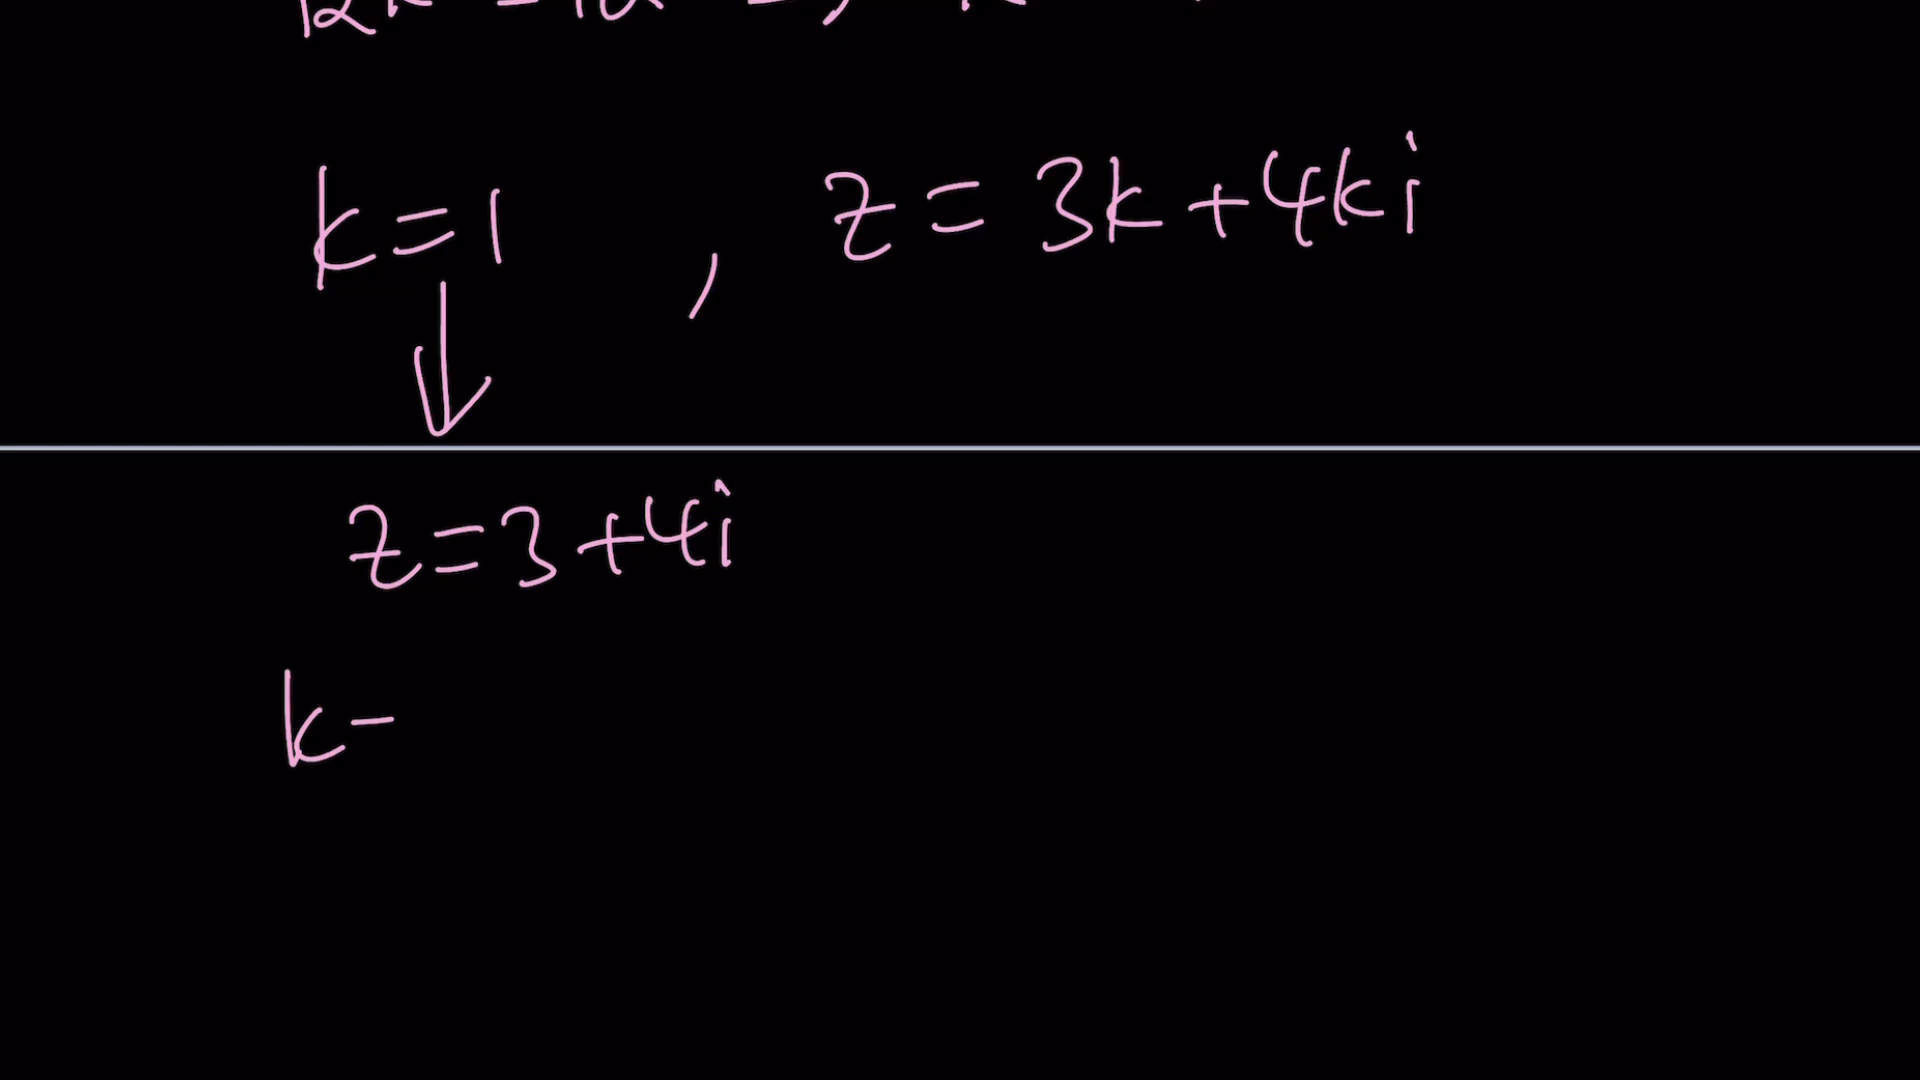 k=1 , z=3k+4ki
z=3+4i
k-